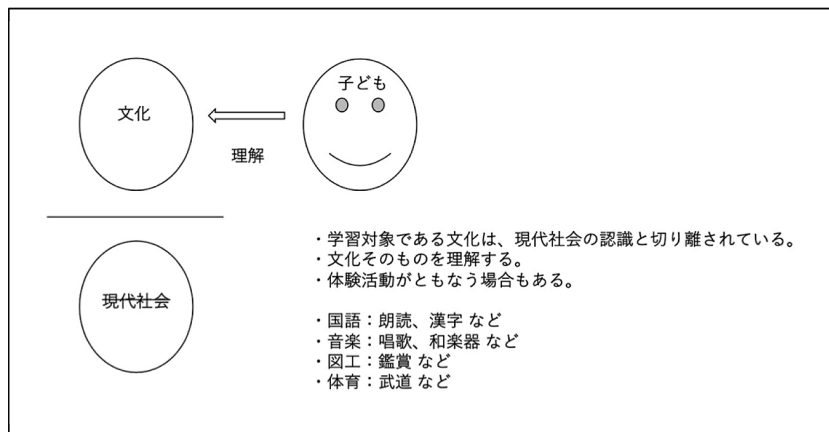 文化
子ども
理解
現代社会
・学習対象である文化は、現代社会の認識と切り離されている。
・文化そのものを理解する。
・体験活動がともなう場合もある。
・国語：朗読、漢字 など
・音楽：唱歌、和楽器 など
・図工：鑑賞 など
・体育：武道 など